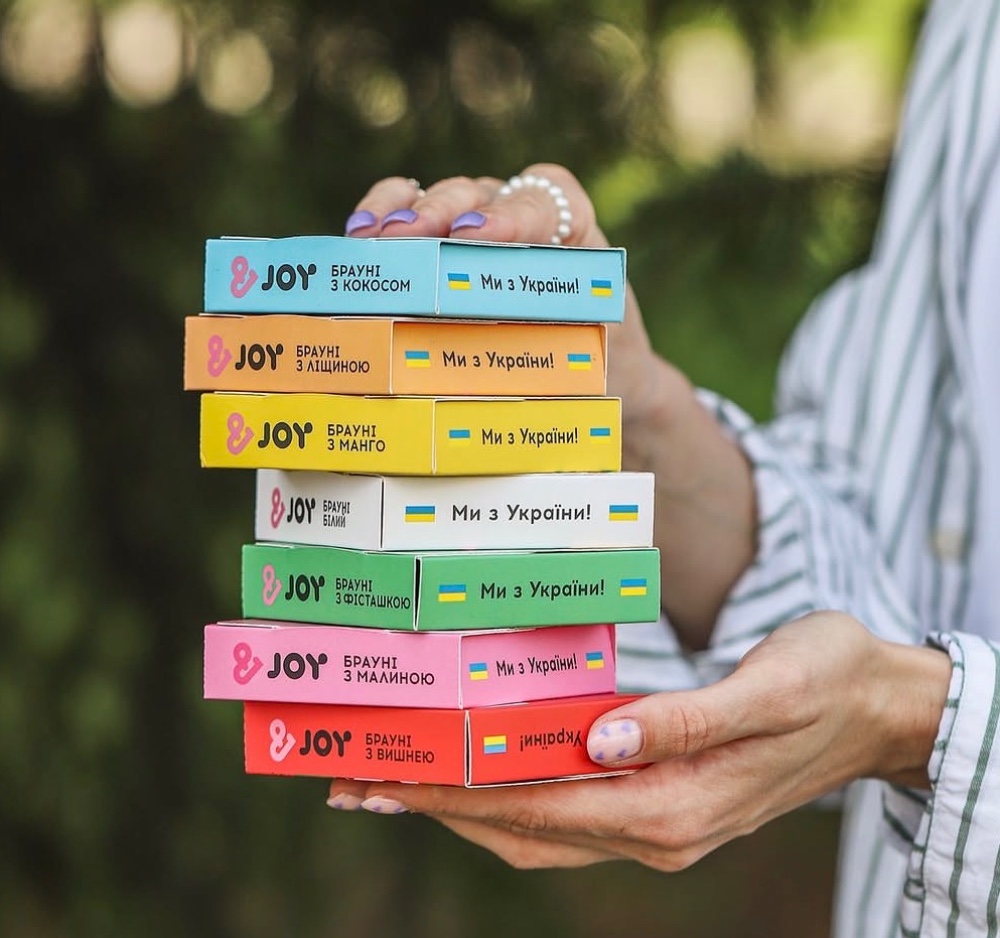 & JOY БРАУНІ
З КОКОСОМ
Ми з України!
& JOY БРАУНІ
З ЛІЩИНОЮ
Ми з України!
& JOY БРАУНІ
З МАНГО
Ми з України!
& JOY БРАУНІ
БІЛИЙ
Ми з України!
& JOY БРАУНІ
З ФІСТАШКОЮ
Ми з України!
& JOY БРАУНІ
З МАЛИНОЮ
Ми з України!
& JOY БРАУНІ
З ВИШНЕЮ
України!